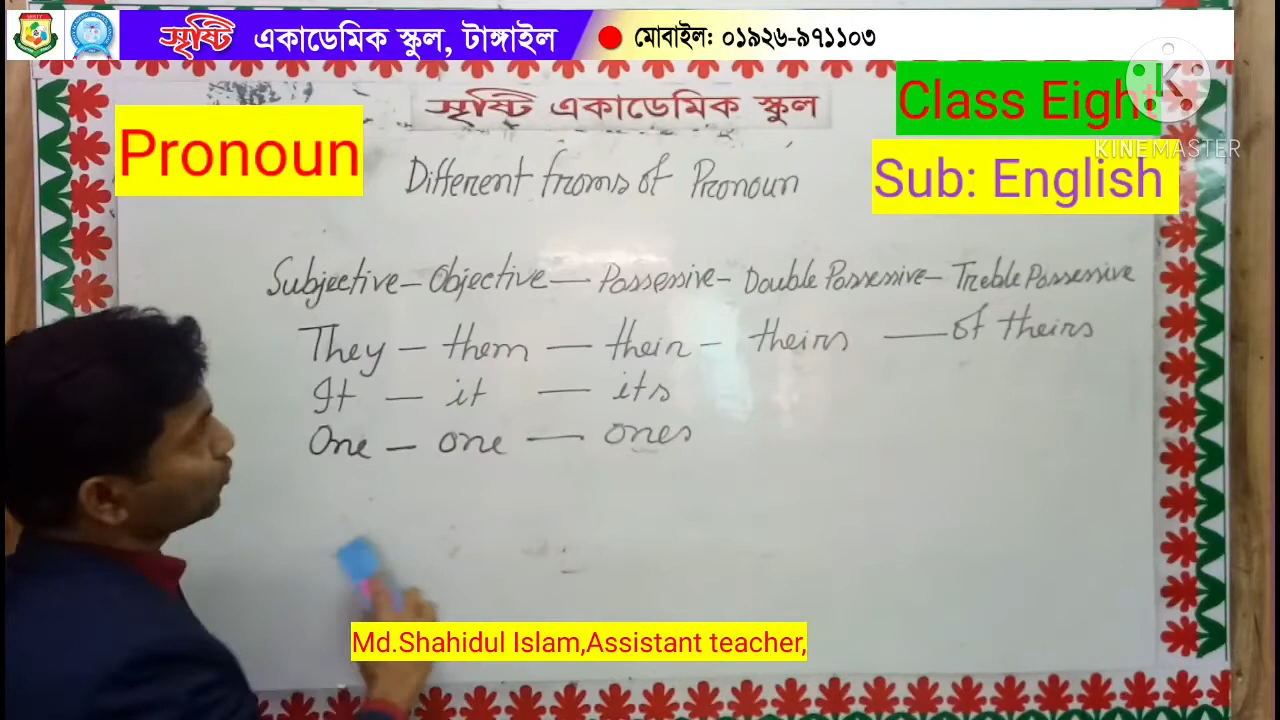 সৃষ্টি একাডেমিক স্কুল, টাঙ্গাইল
মোবাইল: ০১৯২৬-৯৭১১০৩
Class Eight
KINEMASTER
সৃষ্টি একাডেমিক স্কুল
Pronoun
Sub: English
Different froms of Pronoun
Subjective – Objective — Possessive – Double Possessive – Treble Possessive
They – them — their – theirs — of theirs
It – it — its
One – one — ones
Md.Shahidul Islam,Assistant teacher,